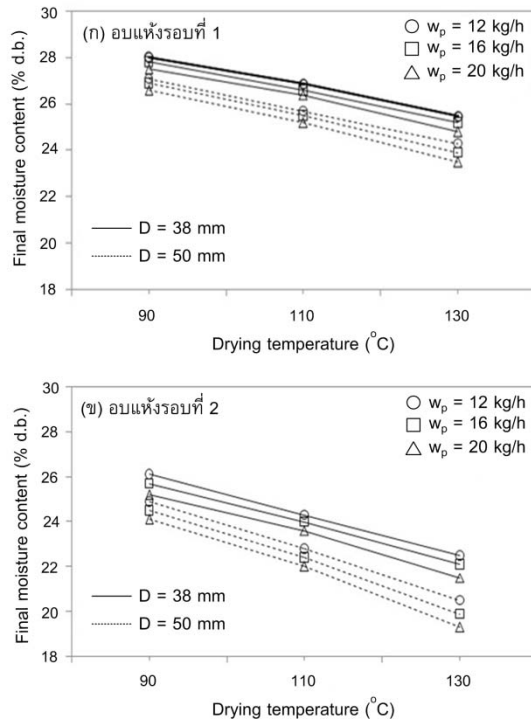 (ก) อบแห้งรอบที่ 1
wp = 12 kg/h
wp = 16 kg/h
wp = 20 kg/h
Final moisture content (% d.b.)
30
28
26
24
22
20
18
D = 38 mm
D = 50 mm
90
110
130
Drying temperature (°C)
(ข) อบแห้งรอบที่ 2
wp = 12 kg/h
wp = 16 kg/h
wp = 20 kg/h
Final moisture content (% d.b.)
30
28
26
24
22
20
18
D = 38 mm
D = 50 mm
90
110
130
Drying temperature (°C)